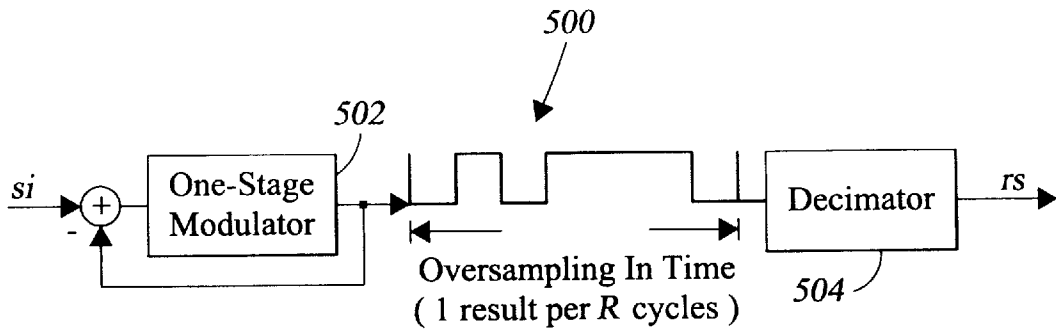 500
502
si
+
-
One-Stage
Modulator
Decimator
rs
504
Oversampling In Time
( 1 result per R cycles )